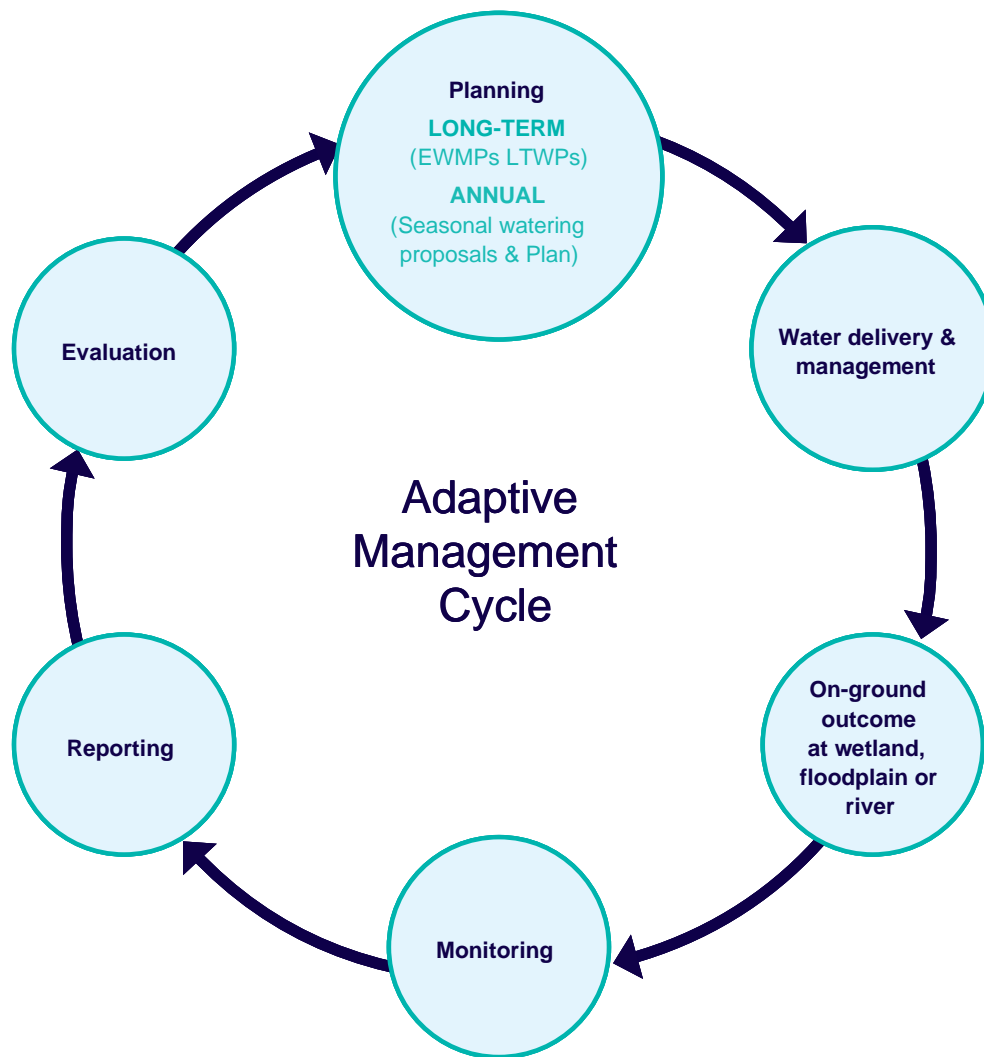 Planning
LONG-TERM
(EWMPs LTWPs)
ANNUAL
(Seasonal watering
proposals & Plan)
Water delivery &
management
On-ground
outcome
at wetland,
floodplain or
river
Monitoring
Reporting
Evaluation
Adaptive
Management
Cycle